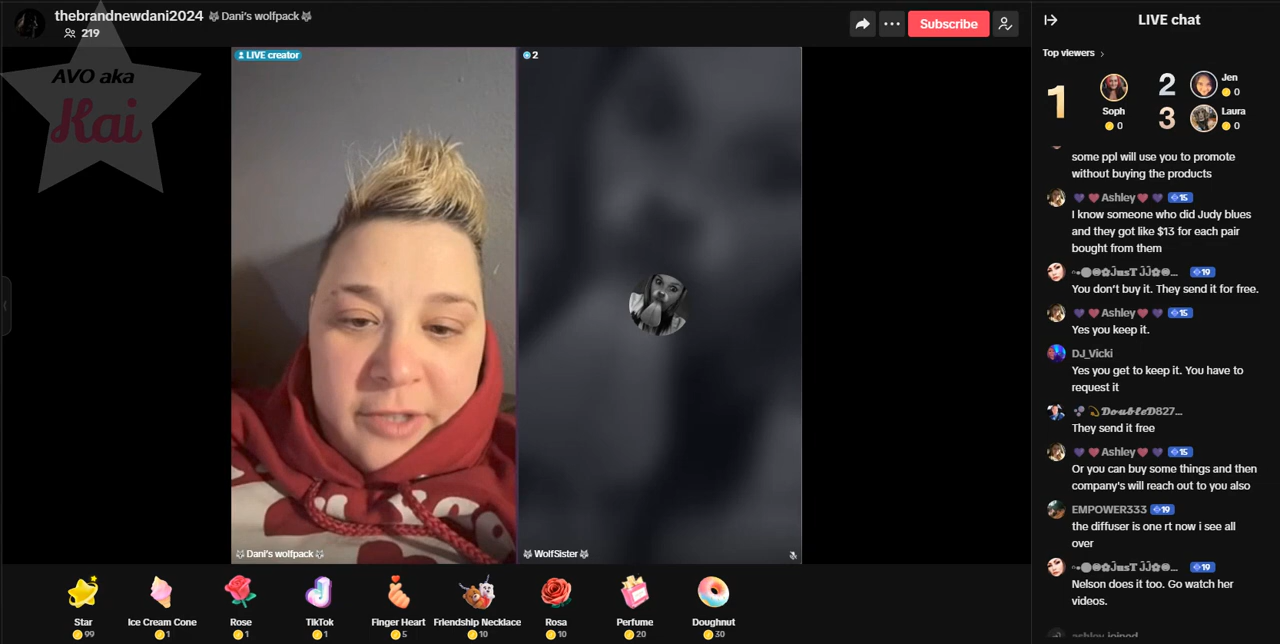 thebrandnewdani2024 🐺 Dani's wolfpack 🐺
219
Subscribe
AVO aka
Kai
LIVE creator
2
🐺 Dani's wolfpack 🐺
🐺 WolfSister 🐺
Star
99
Ice Cream Cone
1
Rose
1
TikTok
1
Finger Heart
5
Friendship Necklace
10
Rosa
10
Perfume
20
Doughnut
30
LIVE chat
Top viewers
1
Soph
0
2
Jen
0
3
Laura
0
some ppl will use you to promote
without buying the products
💜❤️Ashley❤️💜 15
I know someone who did Judy blues
and they got like $13 for each pair
bought from them
JusT JJ... 19
You don't buy it. They send it for free.
💜❤️Ashley❤️💜 15
Yes you keep it.
DJ_Vicki
Yes you get to keep it. You have to
request it
𝓓𝓸𝓾𝓫𝓵𝓮𝓓827...
They send it free
💜❤️Ashley❤️💜 15
Or you can buy some things and then
company's will reach out to you also
EMPOWER333 19
the diffuser is one rt now i see all
over
JusT JJ... 19
Nelson does it too. Go watch her
videos.
ashley joined